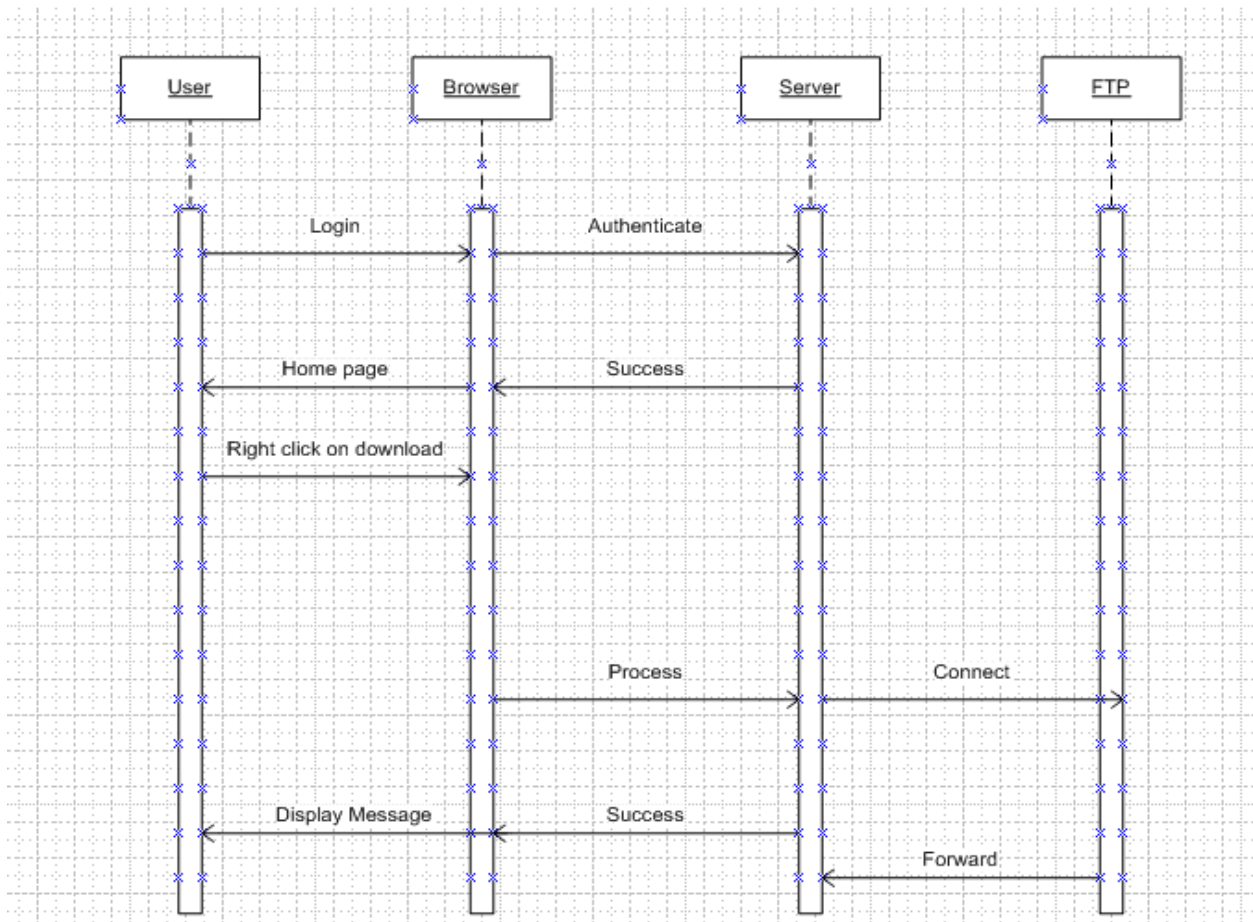 User
Browser
Server
FTP
Login
Authenticate
Home page
Success
Right click on download
Process
Connect
Display Message
Success
Forward